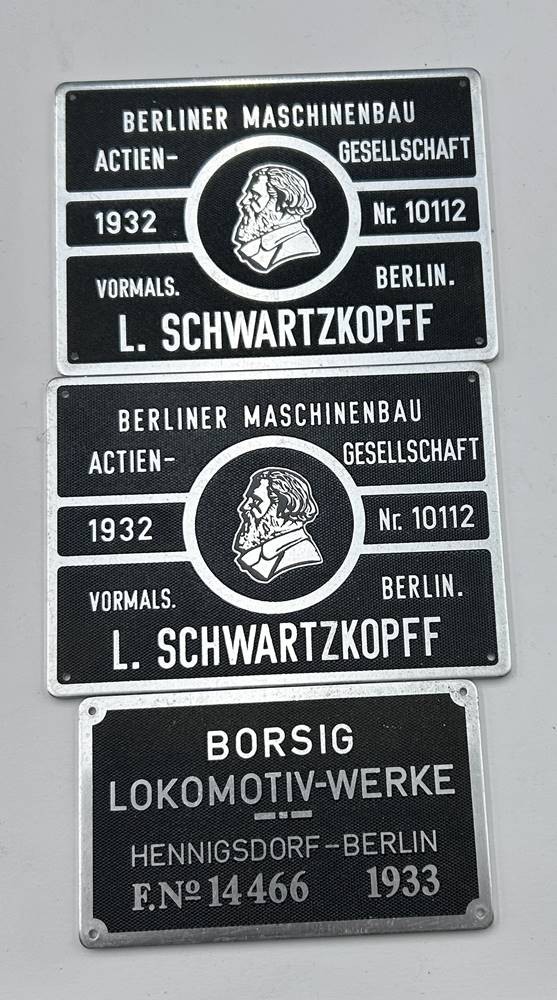 BERLINER MASCHINENBAU
ACTIEN- GESELLSCHAFT
1932 Nr. 10112
VORMALS. BERLIN.
L. SCHWARTZKOPFF
BERLINER MASCHINENBAU
ACTIEN- GESELLSCHAFT
1932 Nr. 10112
VORMALS. BERLIN.
L. SCHWARTZKOPFF
BORSIG
LOKOMOTIV-WERKE
HENNIGSDORF-BERLIN
F.Nº 14466 1933